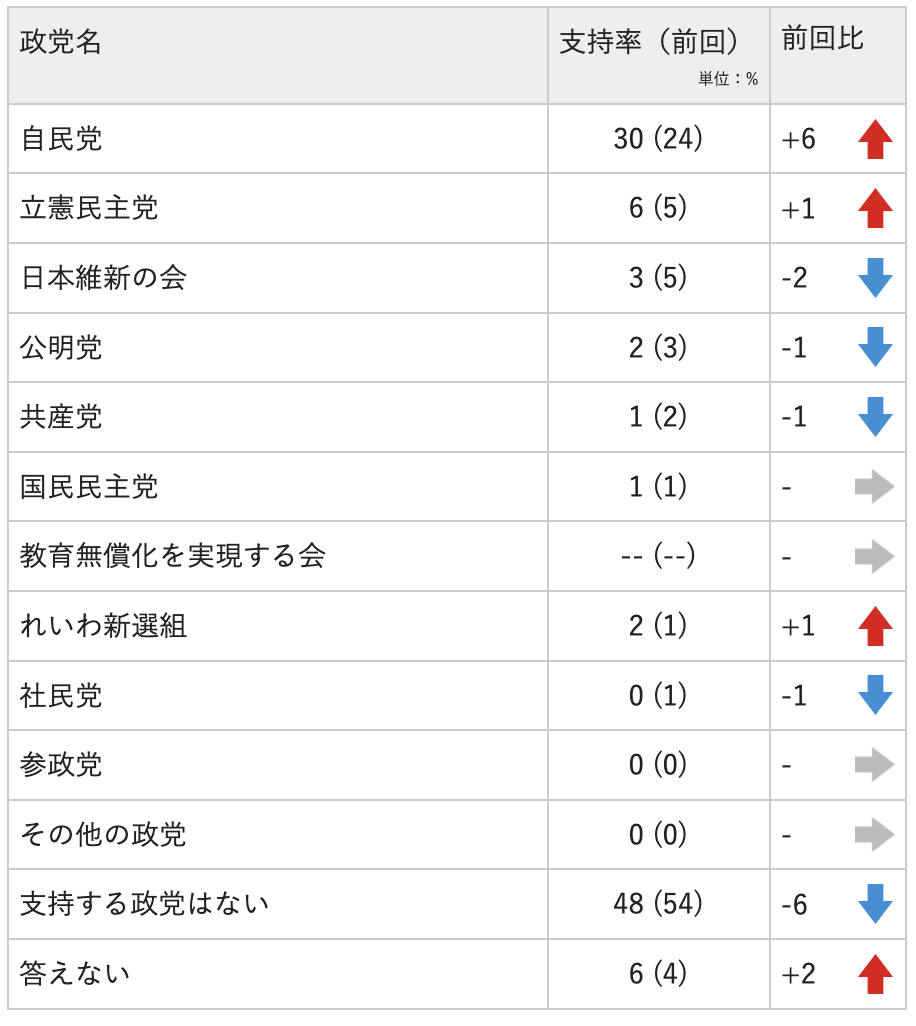 政党名 支持率（前回） 前回比
単位：%
自民党 30 (24) +6
立憲民主党 6 (5) +1
日本維新の会 3 (5) -2
公明党 2 (3) -1
共産党 1 (2) -1
国民民主党 1 (1) -
教育無償化を実現する会 -- (--) -
れいわ新選組 2 (1) +1
社民党 0 (1) -1
参政党 0 (0) -
その他の政党 0 (0) -
支持する政党はない 48 (54) -6
答えない 6 (4) +2